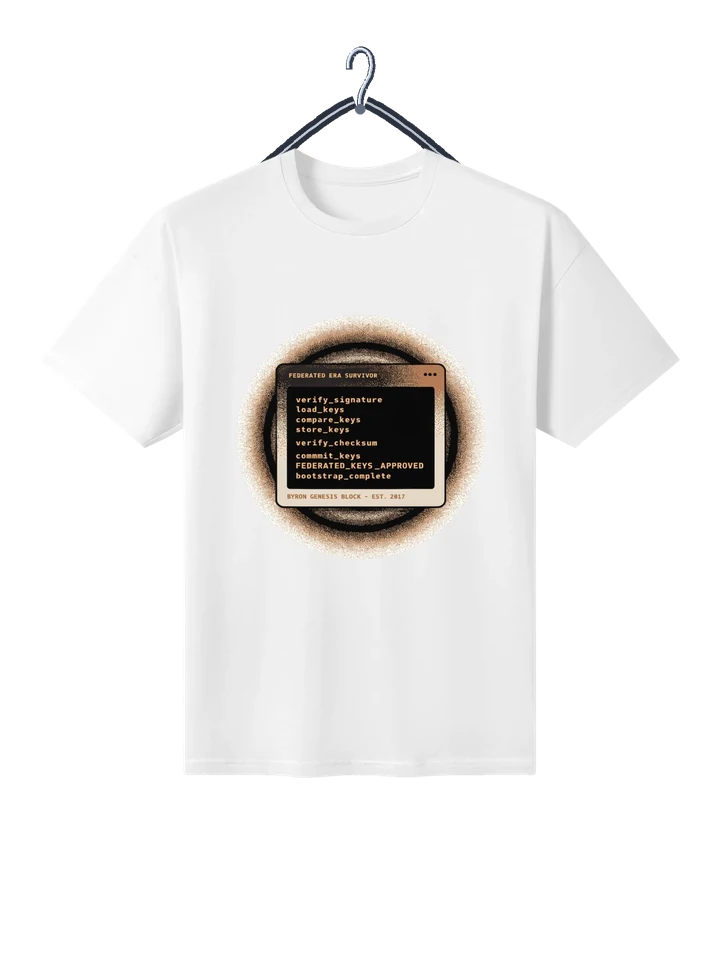 FEDERATED ERA SURVIVOR
verify_signature
load_keys
compare_keys
store_keys
verify_checksum
commmit_keys
FEDERATED_KEYS_APPROVED
bootstrap_complete
BYRON GENESIS BLOCK - EST. 2017